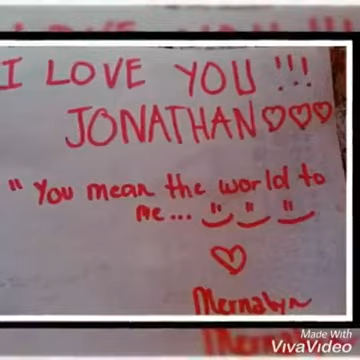 I LOVE YOU!!!
JONATHAN♡♡♡
"You mean the world to
me...
♡
Mernalyn
Made With
VivaVideo